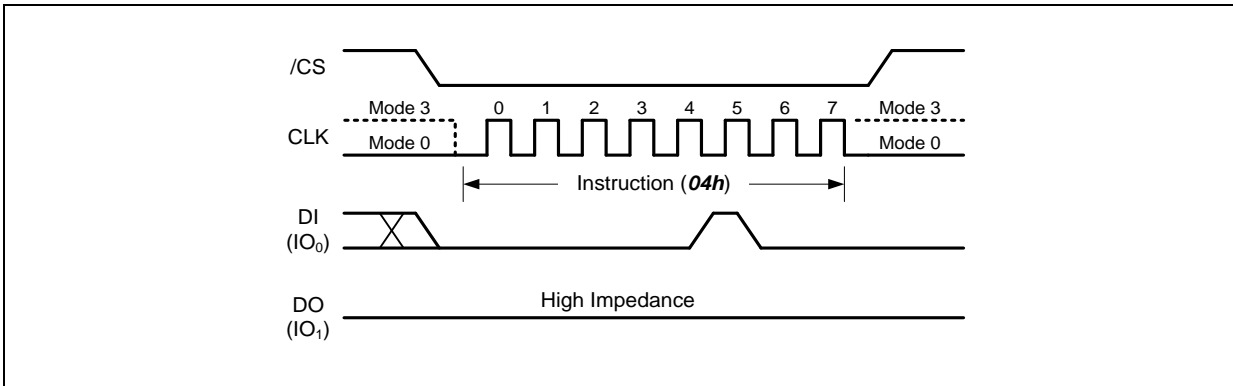 /CS
Mode 3 0 1 2 3 4 5 6 7 Mode 3
CLK
Mode 0 Mode 0
Instruction (04h)
DI
(IO₀)
High Impedance
DO
(IO₁)